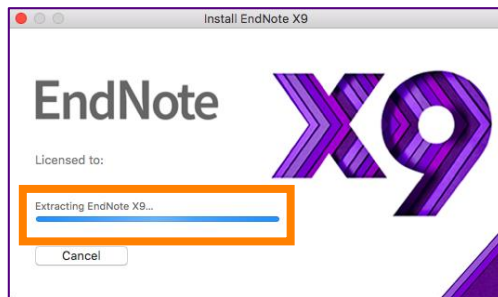 Install EndNote X9
EndNote X9
Licensed to:
Extracting EndNote X9...
Cancel